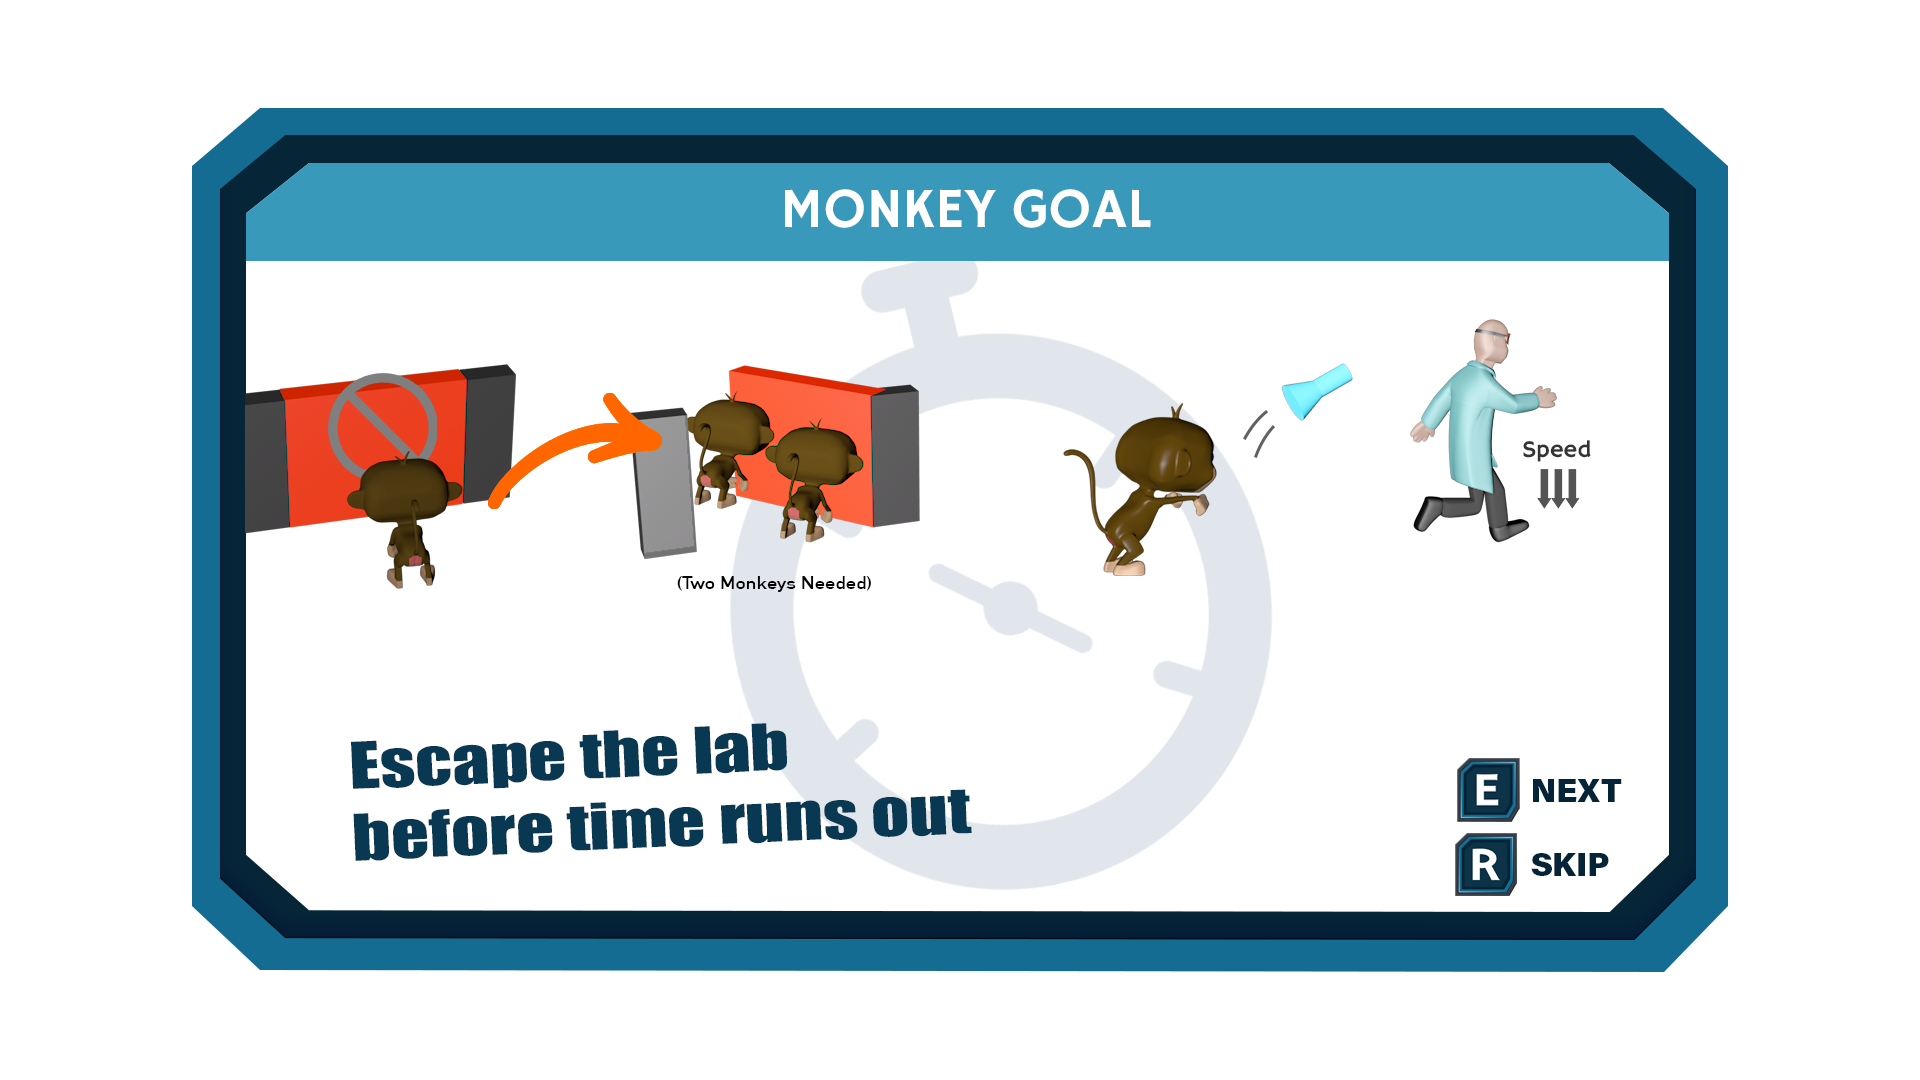 MONKEY GOAL
Speed
(Two Monkeys Needed)
Escape the lab
before time runs out
E NEXT
R SKIP